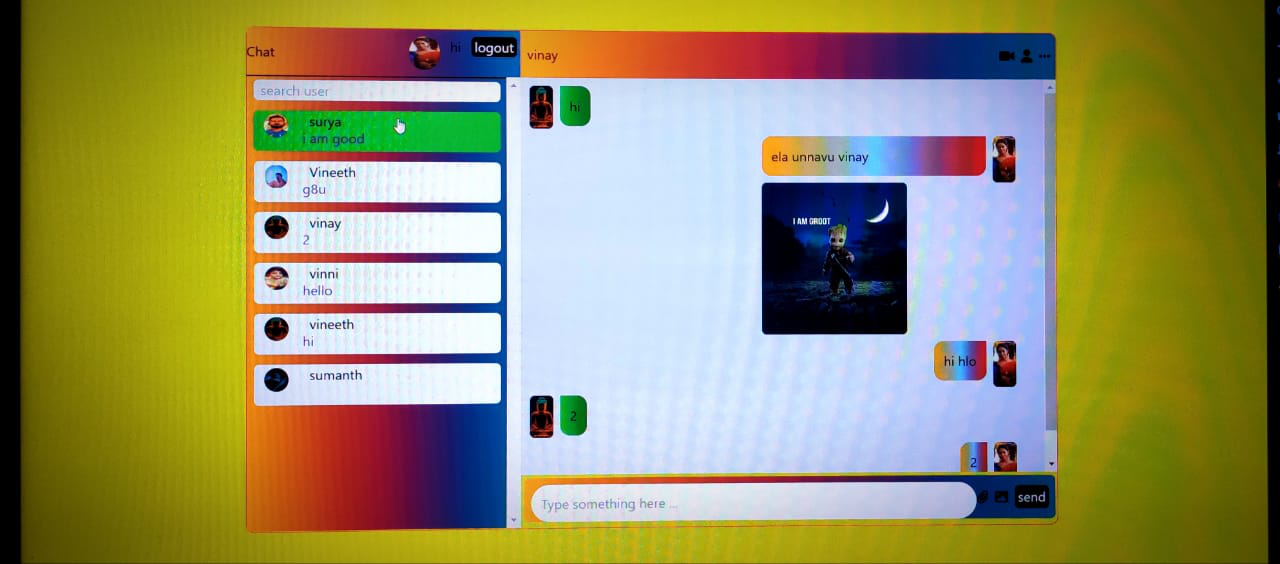 Chat
hi
logout
search user
surya
i am good
Vineeth
g8u
vinay
2
vinni
hello
vineeth
hi
sumanth
vinay
hi
ela unnavu vinay
I AM GROOT
hi hlo
2
2
Type something here ...
send